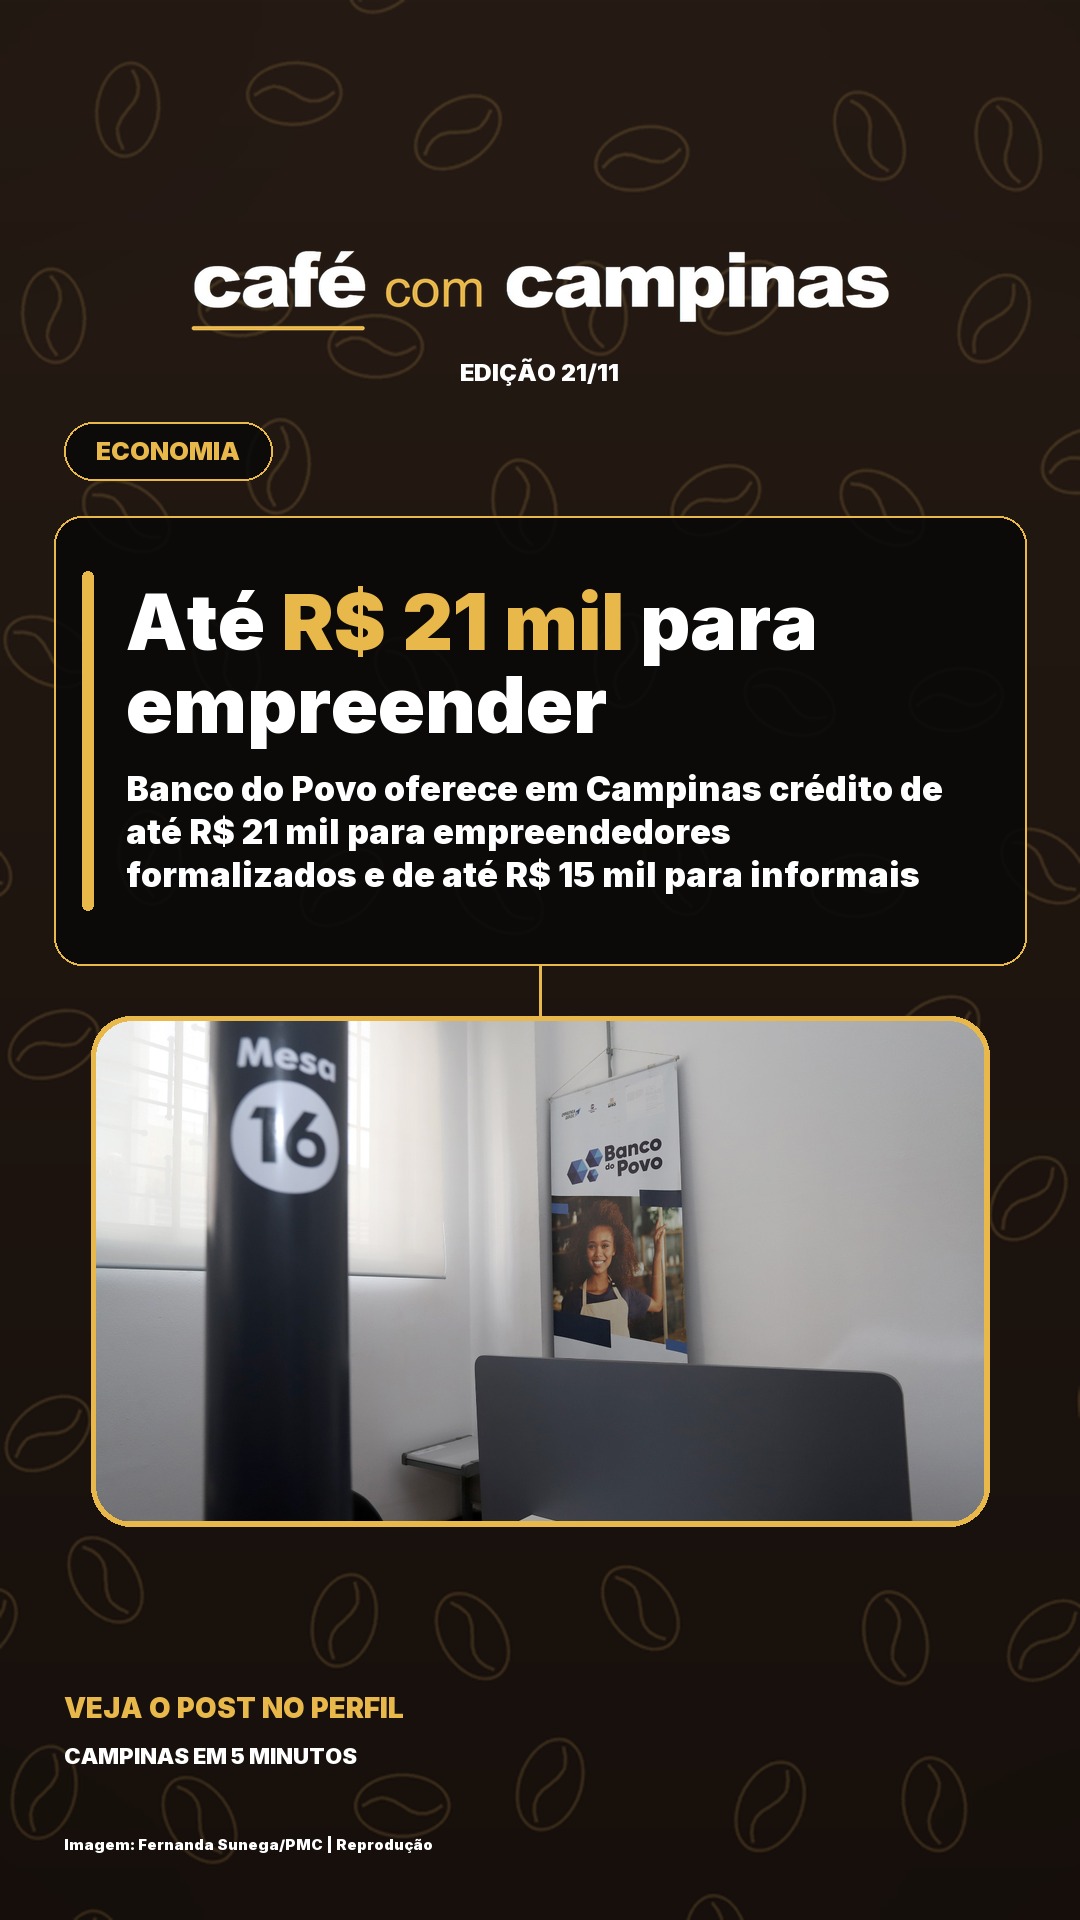 café com campinas
EDIÇÃO 21/11
ECONOMIA
Até R$ 21 mil para
empreender
Banco do Povo oferece em Campinas crédito de
até R$ 21 mil para empreendedores
formalizados e de até R$ 15 mil para informais
Mesa
16
Banco
do Povo
VEJA O POST NO PERFIL
CAMPINAS EM 5 MINUTOS
Imagem: Fernanda Sunega/PMC | Reprodução